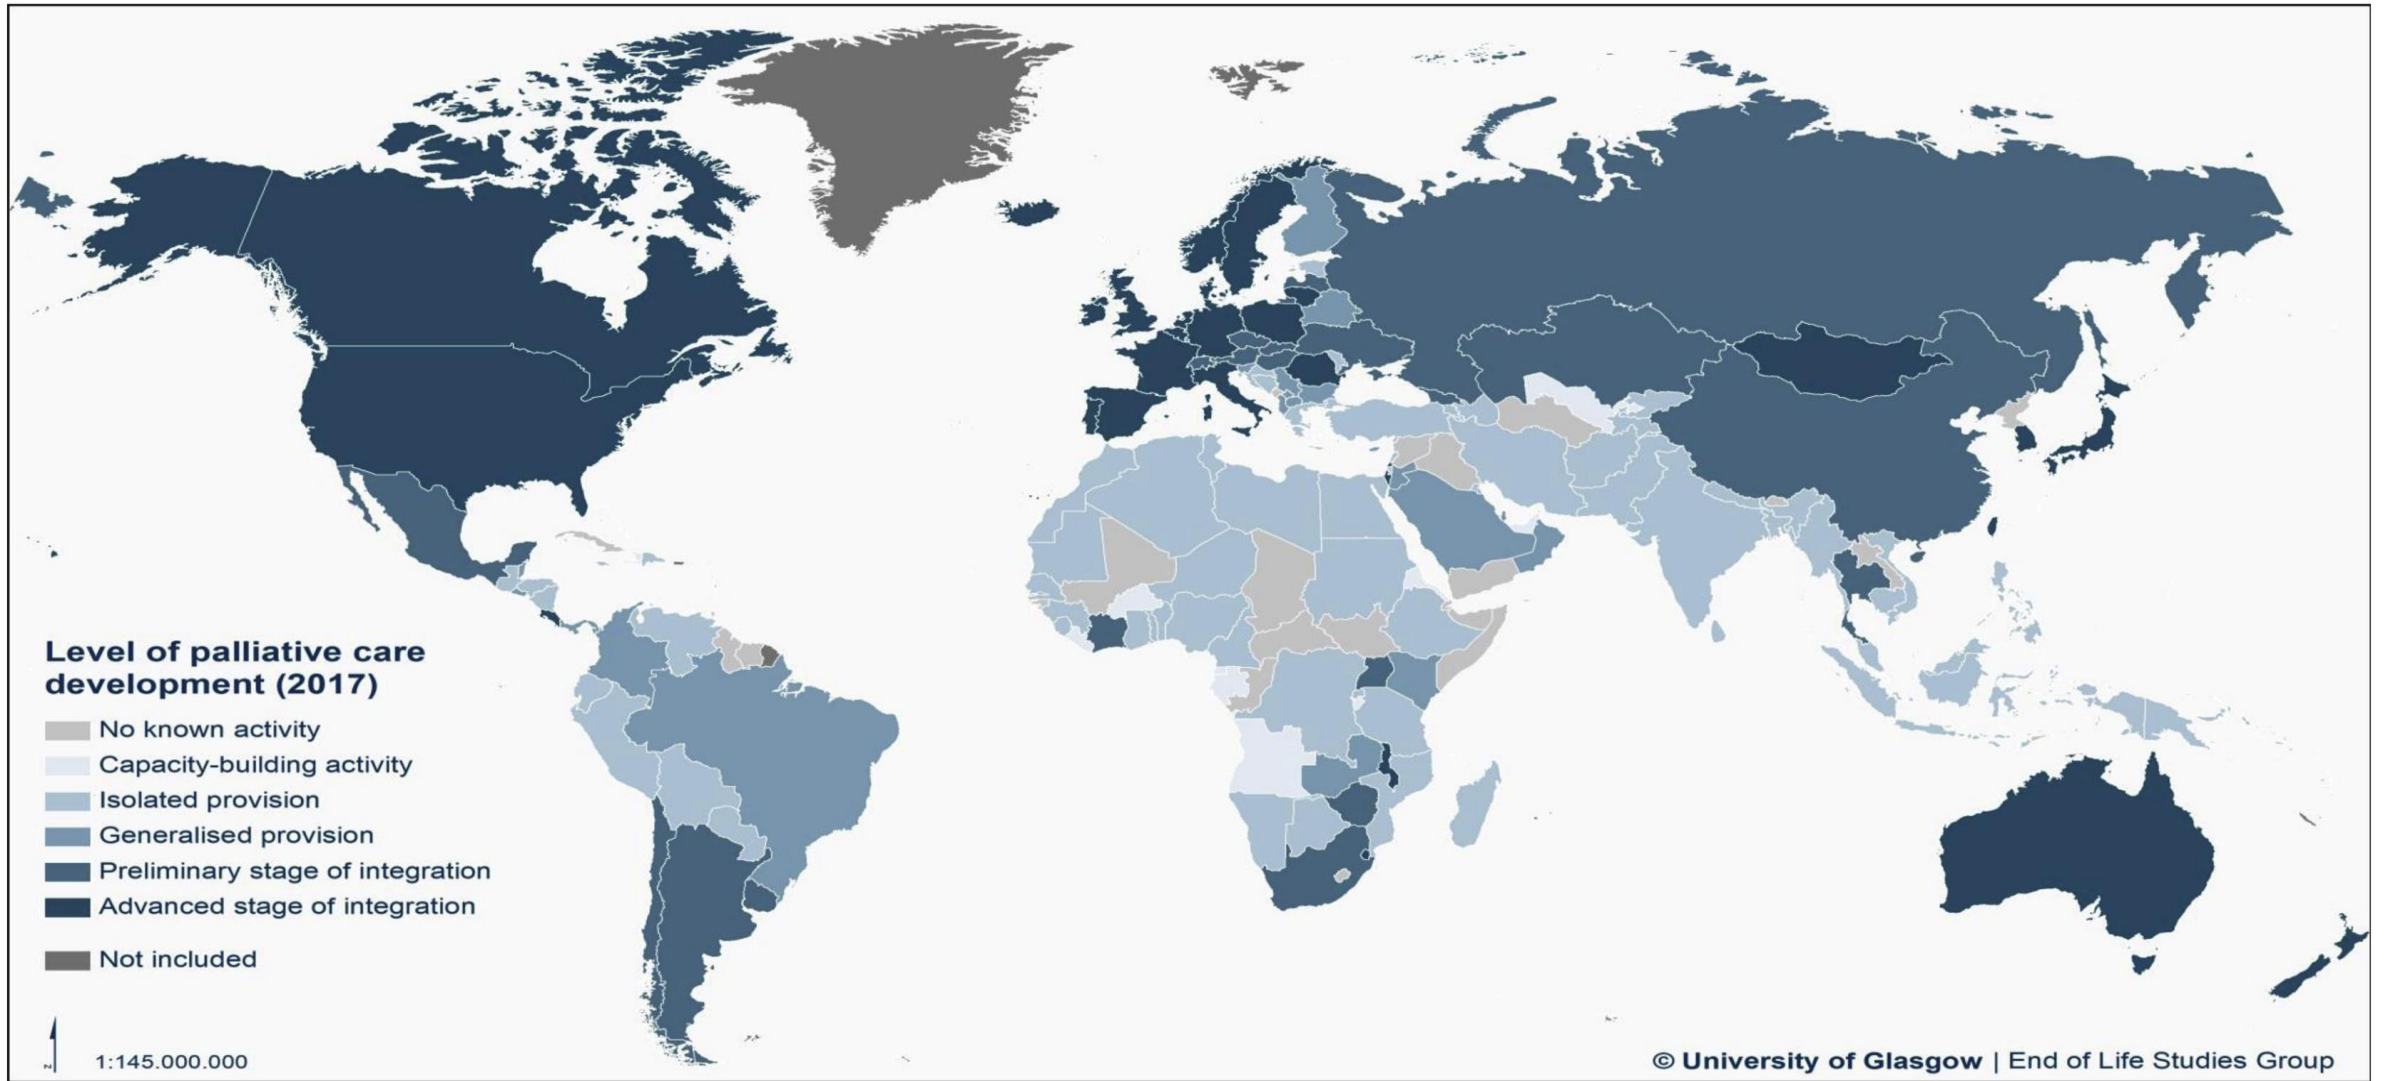 Level of palliative care
development (2017)
No known activity
Capacity-building activity
Isolated provision
Generalised provision
Preliminary stage of integration
Advanced stage of integration
Not included
N
1:145.000.000
© University of Glasgow | End of Life Studies Group